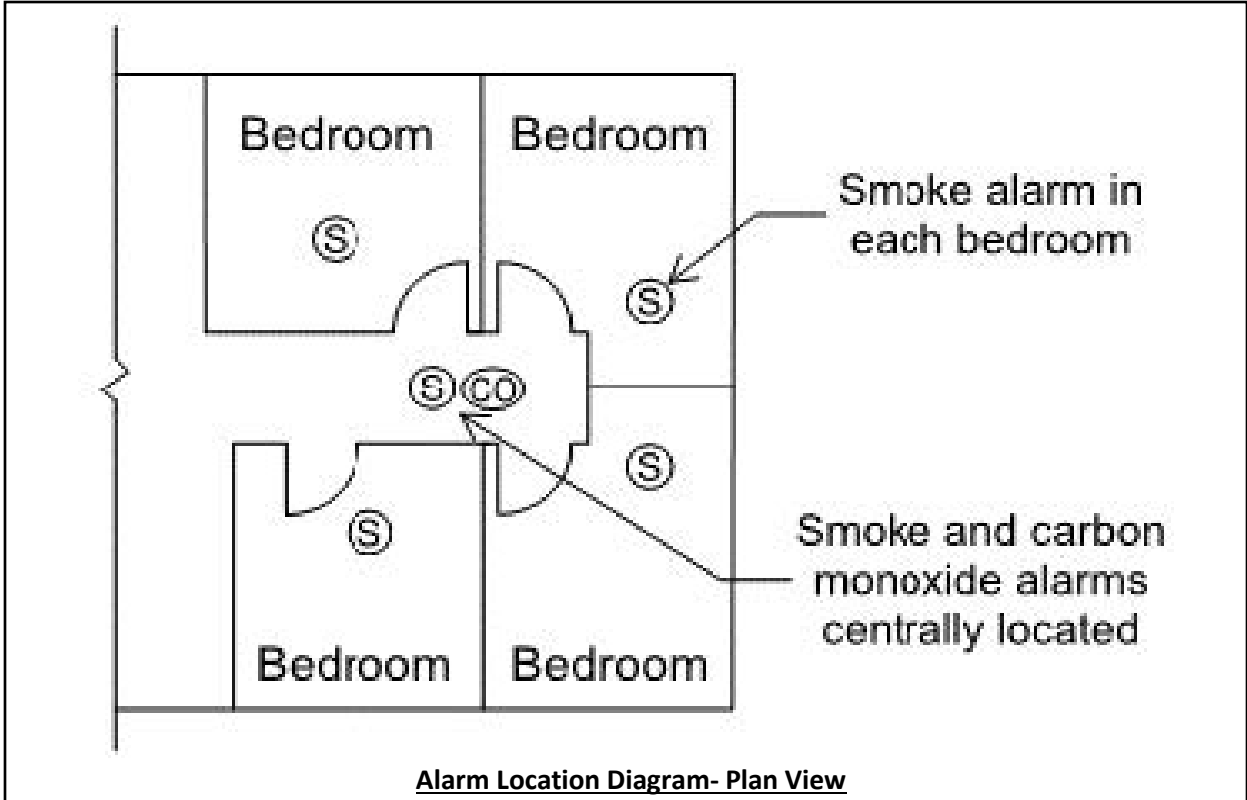 Bedroom
Bedroom
Smoke alarm in
each bedroom
S
S
S
CO
S
S
Smoke and carbon
monoxide alarms
centrally located
Bedroom
Bedroom
Alarm Location Diagram- Plan View